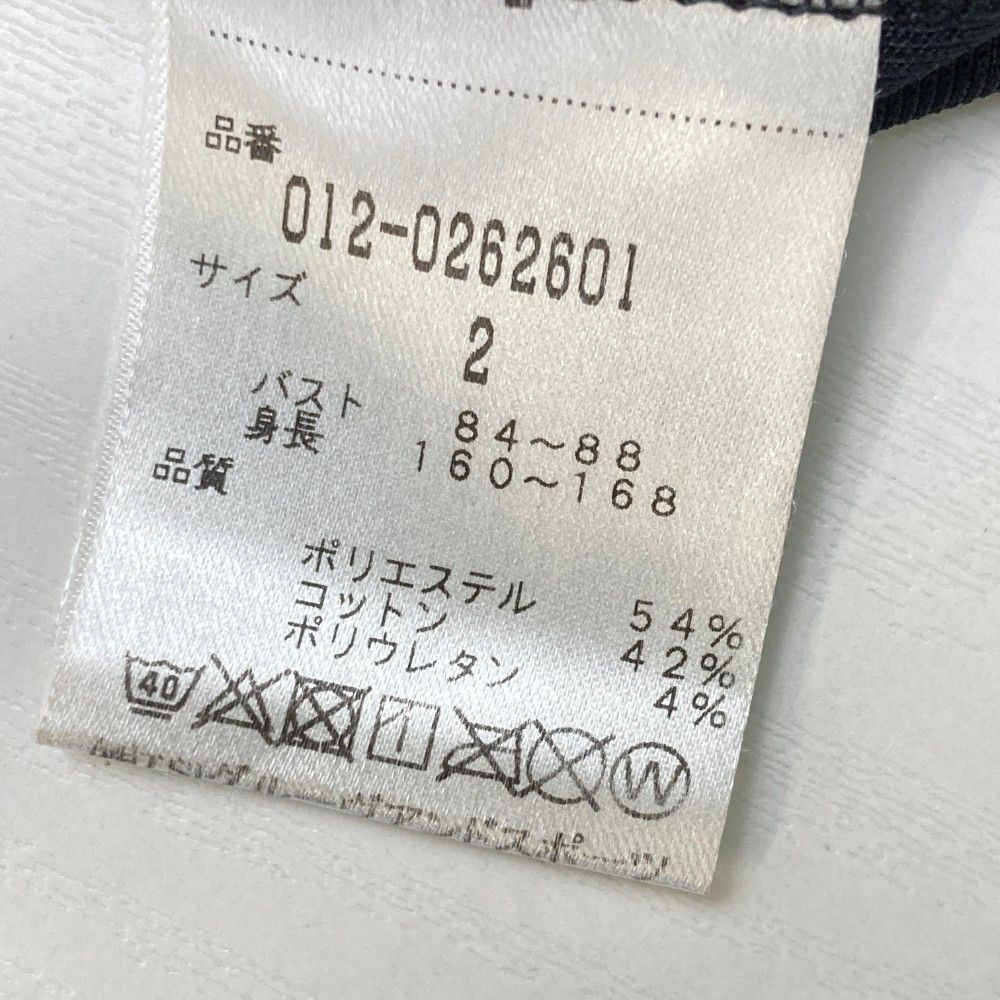 品番
012-0262601
サイズ
2
バスト 84～88
身長 160～168
品質
ポリエステル 54%
コットン 42%
ポリウレタン 4%
40
W